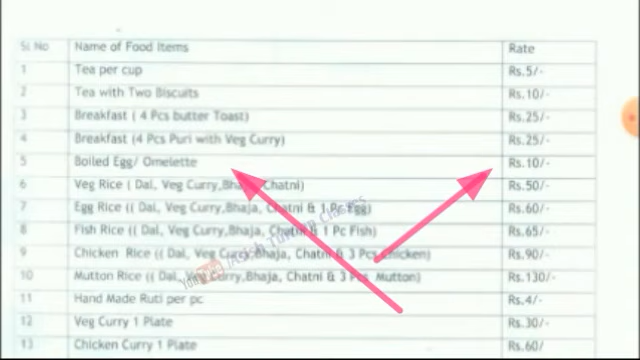 Sl No Name of Food Items Rate
1 Tea per cup Rs.5/-
2 Tea with Two Biscuits Rs.10/-
3 Breakfast ( 4 Pcs butter Toast) Rs.25/-
4 Breakfast (4 Pcs Puri with Veg Curry) Rs.25/-
5 Boiled Egg/ Omelette Rs.10/-
6 Veg Rice ( Dal, Veg Curry,Bhaja, Chatni) Rs.50/-
7 Egg Rice (( Dal, Veg Curry,Bhaja, Chatni & 1 Pc Egg) Rs.60/-
8 Fish Rice (( Dal, Veg Curry,Bhaja, Chatni & 1 Pc Fish) Rs.65/-
9 Chicken Rice (( Dal, Veg Curry,Bhaja, Chatni & 3 Pcs Chicken) Rs.90/-
10 Mutton Rice (( Dal, Veg Curry,Bhaja, Chatni & 3 Pcs Mutton) Rs.130/-
11 Hand Made Ruti per pc Rs.4/-
12 Veg Curry 1 Plate Rs.30/-
13 Chicken Curry 1 Plate Rs.60/